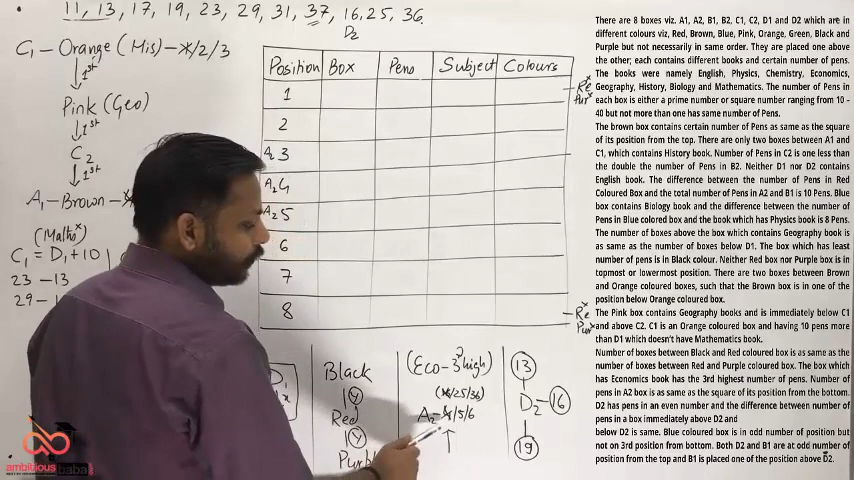 • 11, 13, 17, 19, 23, 29, 31, 37, 16, 25, 36.
D2
C1 - Orange (His) - 1/2/3
1st
Pink (Geo)
1st
C2
1st
A1 - Brown -
(Maths)x
C1 = D1 + 10
23 - 13
29 - 1
Position Box Pens Subject Colours
1
Re x
Pur x
2
A2 3
A2 4
A2 5
6
7
8
Re x
Pur x
D1
x
Black
(Y)
Red
(Y)
Purpl
(Eco - 3rd high)
(16/25/36)
A2 - 4/5/6
13
D2 - 16
19
There are 8 boxes viz. A1, A2, B1, B2, C1, C2, D1 and D2 which are in
different colours viz, Red, Brown, Blue, Pink, Orange, Green, Black and
Purple but not necessarily in same order. They are placed one above
the other; each contains different books and certain number of pens.
The books were namely English, Physics, Chemistry, Economics,
Geography, History, Biology and Mathematics. The number of Pens in
each box is either a prime number or square number ranging from 10 –
40 but not more than one has same number of Pens.
The brown box contains certain number of Pens as same as the square
of its position from the top. There are only two boxes between A1 and
C1, which contains History book. Number of Pens in C2 is one less than
the double the number of Pens in B2. Neither D1 nor D2 contains
English book. The difference between the number of Pens in Red
Coloured Box and the total number of Pens in A2 and B1 is 10 Pens. Blue
box contains Biology book and the difference between the number of
Pens in Blue colored box and the book which has Physics book is 8 Pens.
The number of boxes above the box which contains Geography book is
as same as the number of boxes below D1. The box which has least
number of pens is in Black colour. Neither Red box nor Purple box is in
topmost or lowermost position. There are two boxes between Brown
and Orange coloured boxes, such that the Brown box is in one of the
position below Orange coloured box.
The Pink box contains Geography books and is immediately below C1
and above C2. C1 is an Orange coloured box and having 10 pens more
than D1 which doesn't have Mathematics book.
Number of boxes between Black and Red coloured box is as same as the
number of boxes between Red and Purple coloured box. The box which
has Economics book has the 3rd highest number of pens. Number of
pens in A2 box is as same as the square of its position from the bottom.
D2 has pens in an even number and the difference between number of
pens in a box immediately above D2 and
below D2 is same. Blue coloured box is in odd number of position but
not on 3rd position from bottom. Both D2 and B1 are at odd number of
position from the top and B1 is placed one of the position above D2.
ambitiousbaba